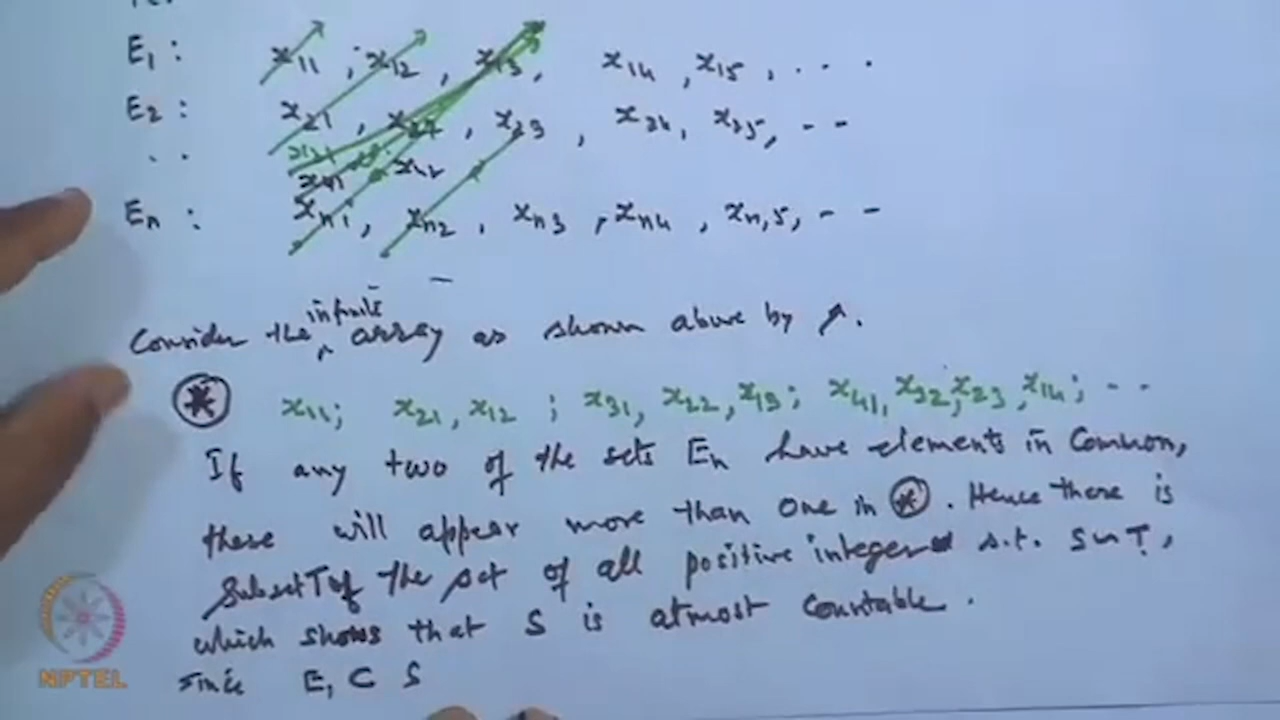 E₁ : x₁₁ , x₁₂ , x₁₃ , x₁₄ , x₁₅ , . . .
E₂ : x₂₁ , x₂₂ , x₂₃ , x₂₄ , x₂₅ , - -
. .
Eₙ : xₙ₁ , xₙ₂ , xₙ₃ , xₙ₄ , xₙ,₅ , - -
Consider the infinite array as shown above by ↗.
* x₁₁; x₂₁, x₁₂ ; x₃₁, x₂₂, x₁₃; x₄₁, x₃₂, x₂₃, x₁₄; - - -
If any two of the sets Eₙ have elements in Common,
these will appear more than one in *. Hence there is
subset T of the set of all positive integers s.t. S ~ T,
which shows that S is atmost Countable.
Since E₁ ⊂ S
NPTEL